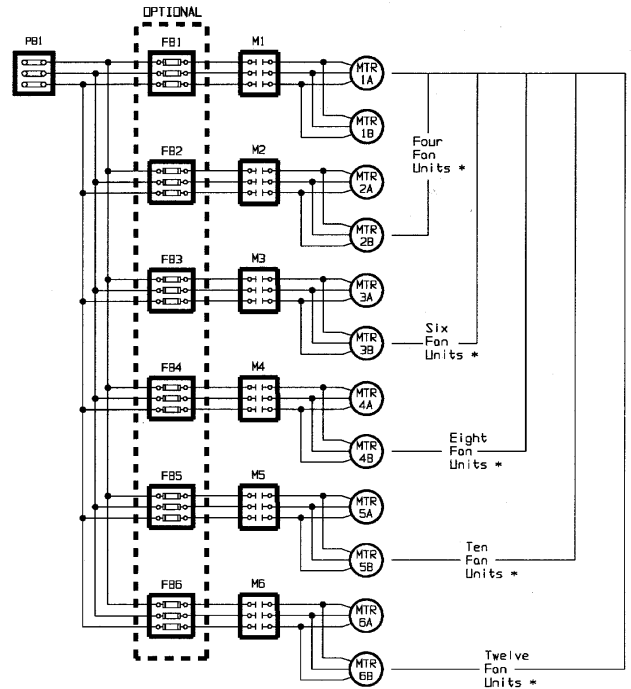 OPTIONAL
PB1
FB1
M1
MTR
1A
MTR
1B
Four
Fan
Units *
FB2
M2
MTR
2A
MTR
2B
FB3
M3
MTR
3A
MTR
3B
Six
Fan
Units *
FB4
M4
MTR
4A
MTR
4B
Eight
Fan
Units *
FB5
M5
MTR
5A
MTR
5B
Ten
Fan
Units *
FB6
M6
MTR
6A
MTR
6B
Twelve
Fan
Units *